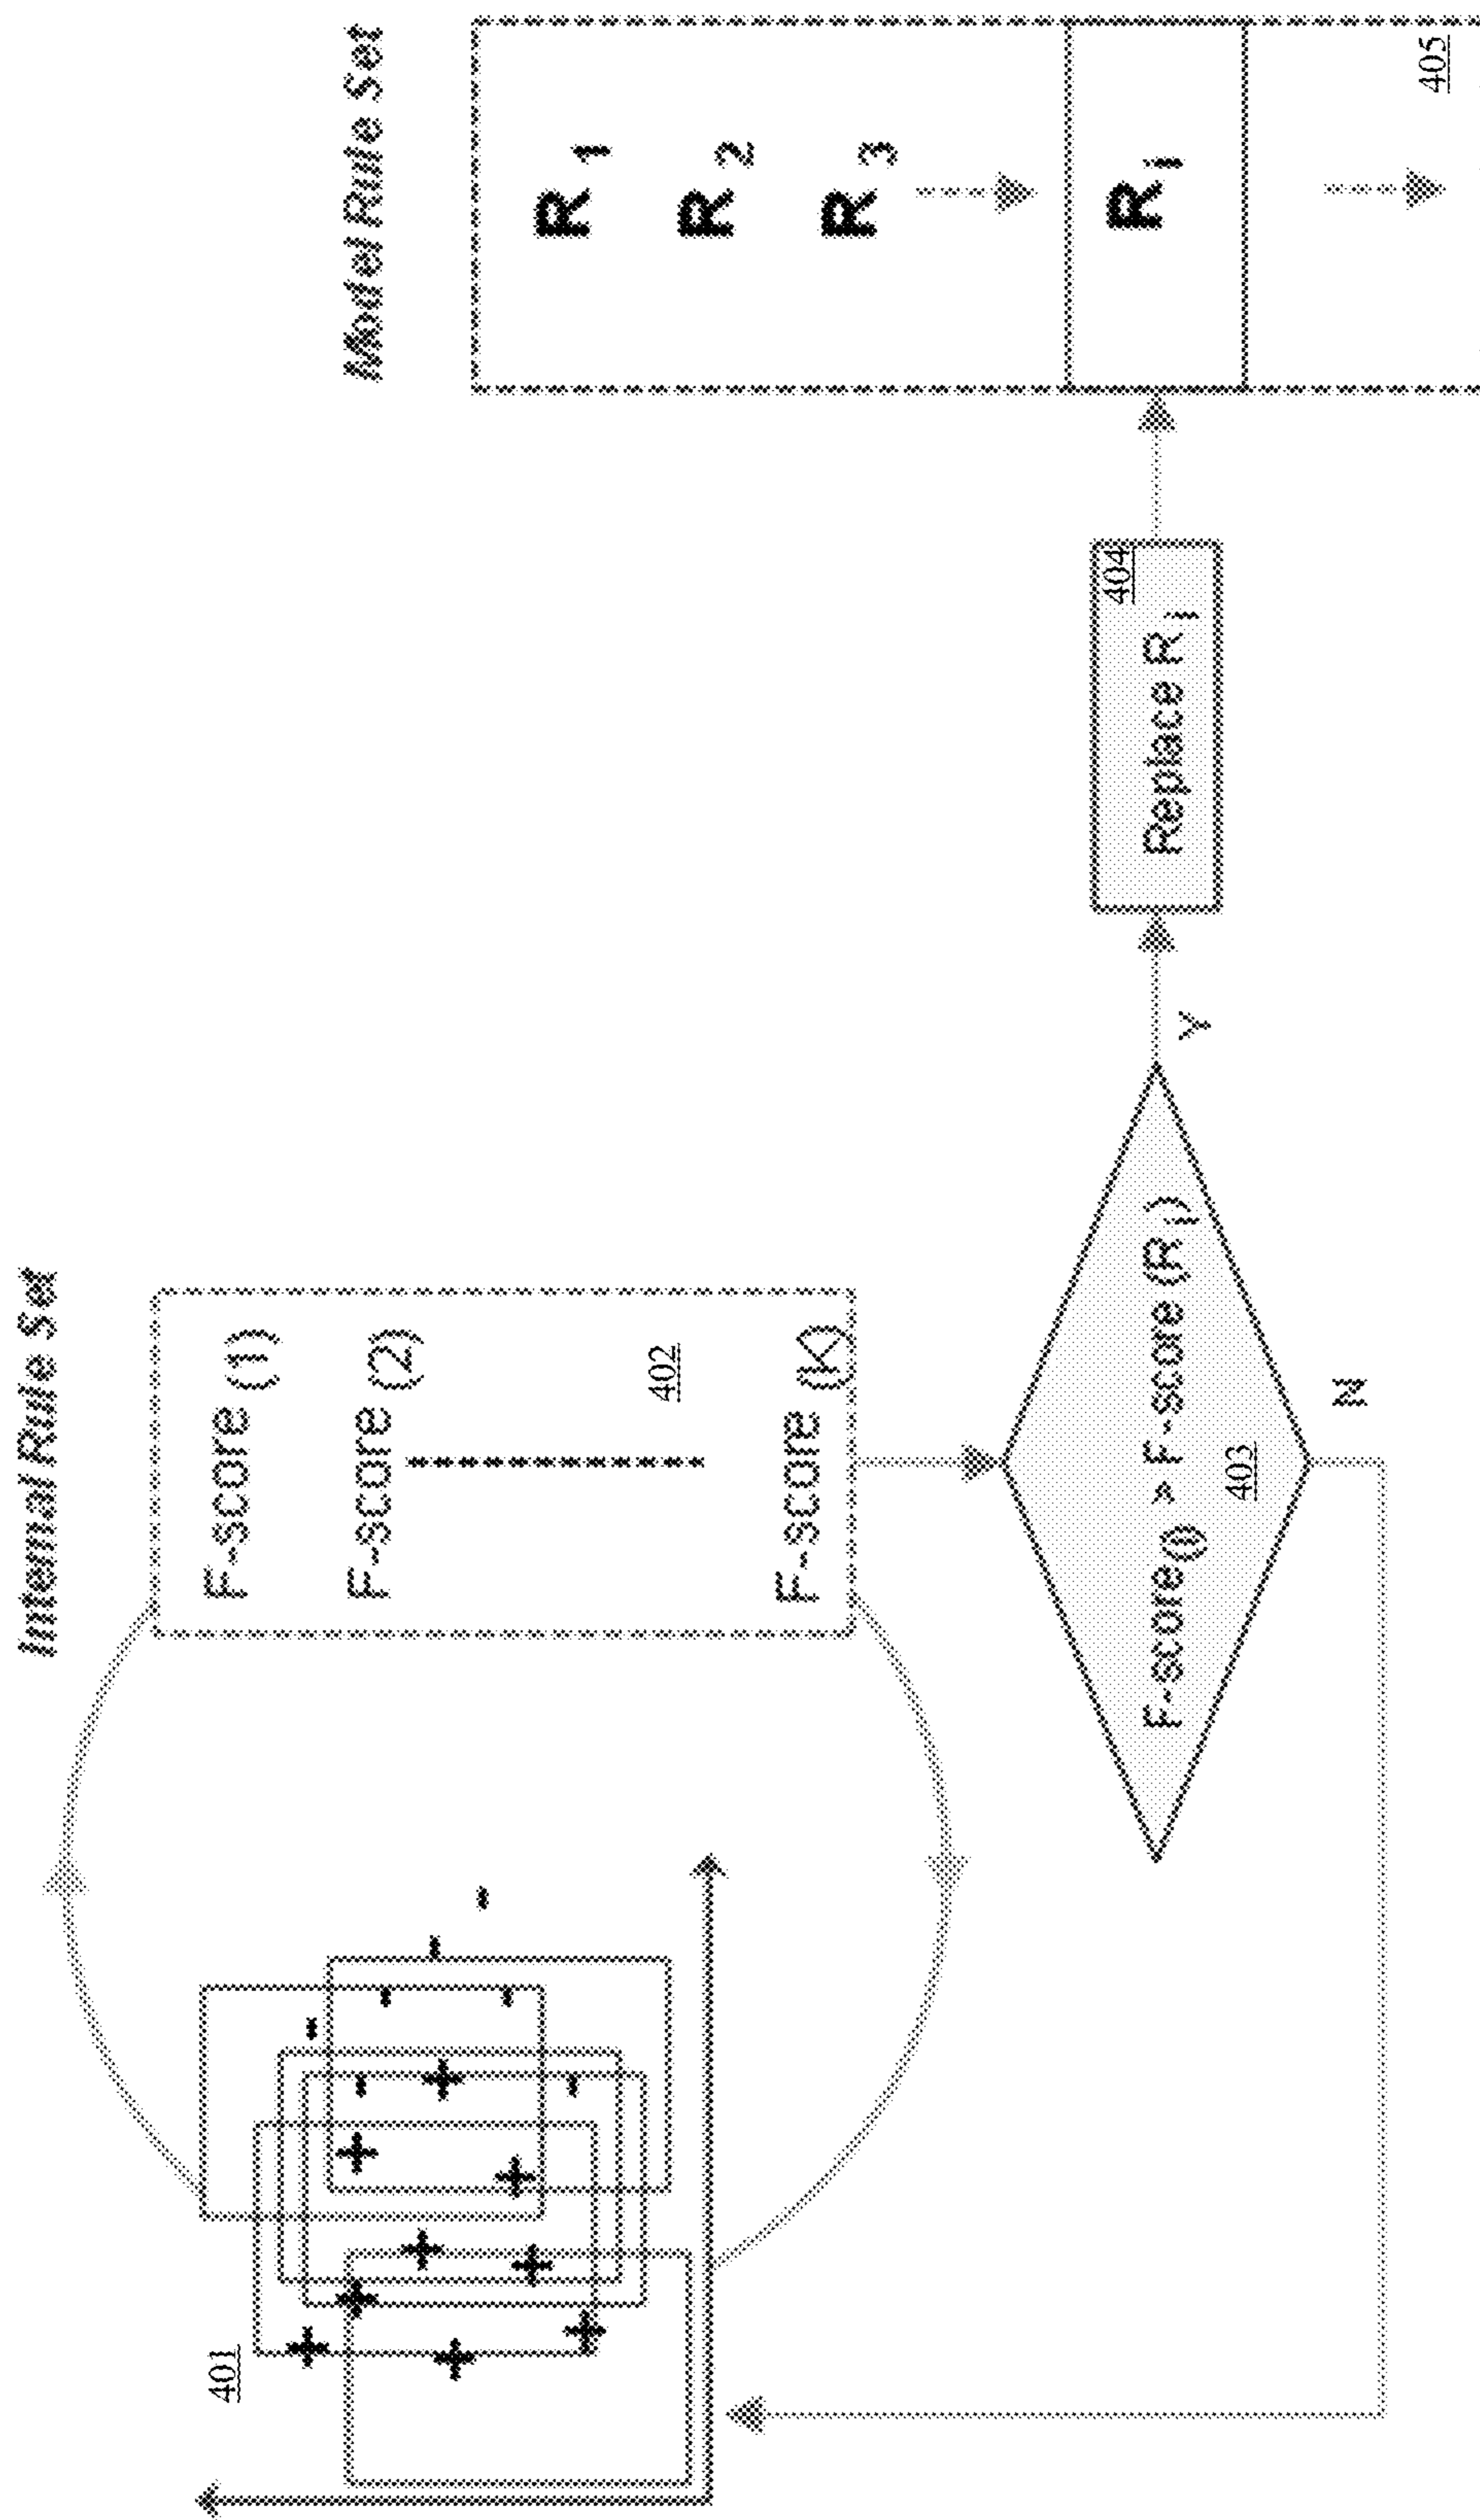 Internal Rule Set
Model Rule Set
401
F-score (1)
F-score (2)
402
F-score (K)
R 1
R 2
R 3
R i
405
F-score(i) > F-score (R i)
403
Y
N
Replace R i
404